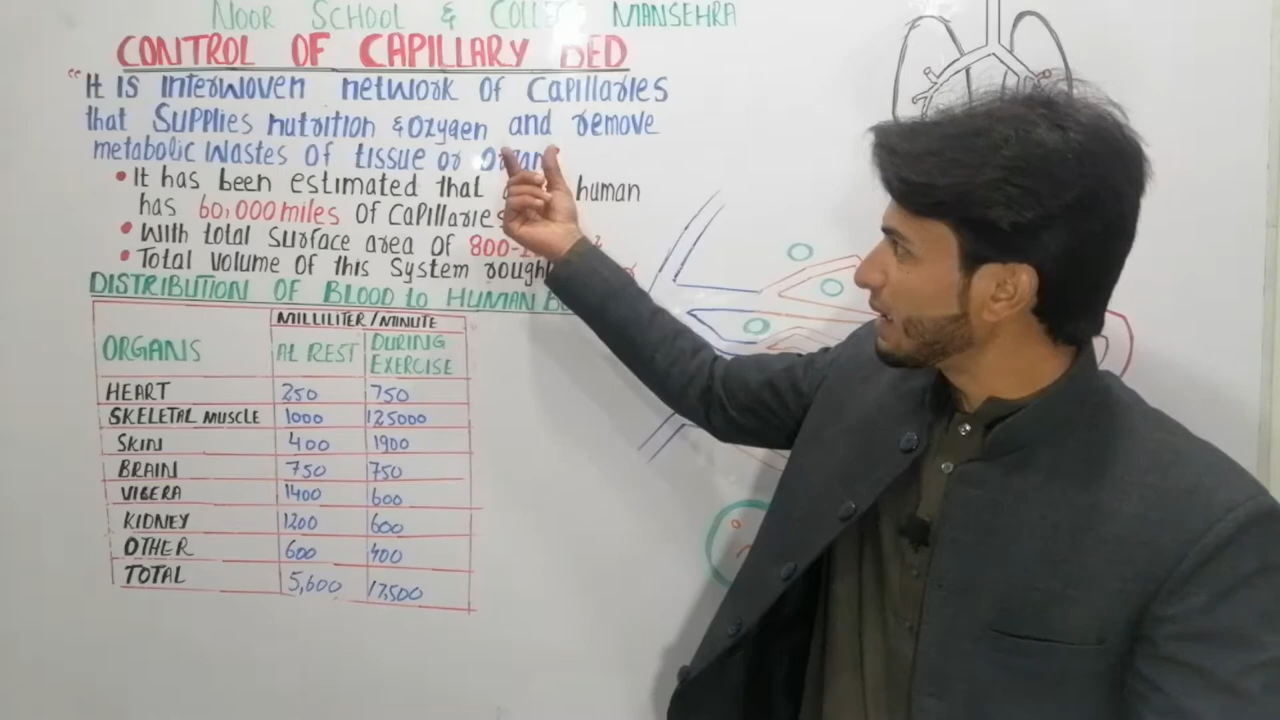 NOOR SCHOOL & COLLE MANSEHRA
CONTROL OF CAPILLARY BED
"It IS Interwoven network OF Capillaries
that SUPPlies nutrition & Oxygen and remove
metabolic Wastes OF tissue or Organ
•It has been estimated that human
has 60,000 miles OF Capillaries
•With total surface area OF 800-1
•Total Volume OF this System rough
DISTRIBUTION OF BLOOD to HUMAN B
ORGANS MILLILITER/MINUTE
At REST DURING EXERCISE
HEART 250 750
SKELETAL MUSCLE 1000 125000
SKIN 400 1900
BRAIN 750 750
VICERA 1400 600
KIDNEY 1200 600
OTHER 600 400
TOTAL 5,600 17,500